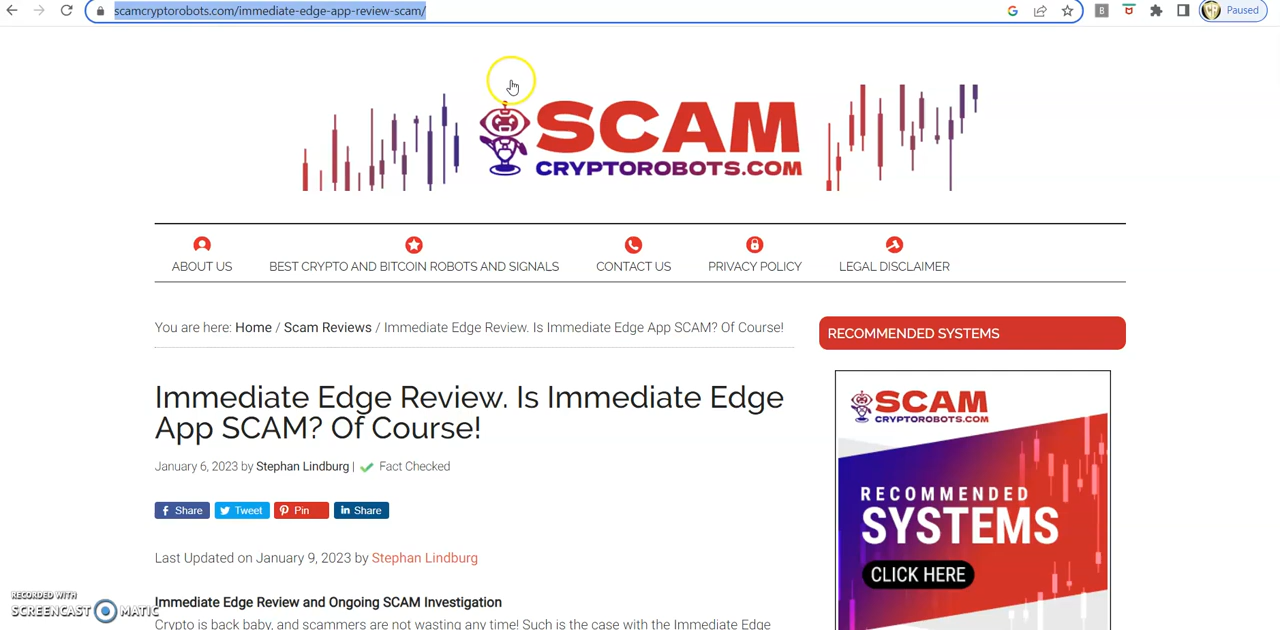 scamcryptorobots.com/immediate-edge-app-review-scam/
G
B
Paused
SCAM
CRYPTOROBOTS.COM
ABOUT US
BEST CRYPTO AND BITCOIN ROBOTS AND SIGNALS
CONTACT US
PRIVACY POLICY
LEGAL DISCLAIMER
You are here: Home / Scam Reviews / Immediate Edge Review. Is Immediate Edge App SCAM? Of Course!
Immediate Edge Review. Is Immediate Edge
App SCAM? Of Course!
January 6, 2023 by Stephan Lindburg | Fact Checked
Share
Tweet
Pin
Share
Last Updated on January 9, 2023 by Stephan Lindburg
Immediate Edge Review and Ongoing SCAM Investigation
Crypto is back baby, and scammers are not wasting any time! Such is the case with the Immediate Edge
RECOMMENDED SYSTEMS
SCAM
CRYPTOROBOTS.COM
RECOMMENDED
SYSTEMS
CLICK HERE
RECORDED WITH
SCREENCAST MATIC